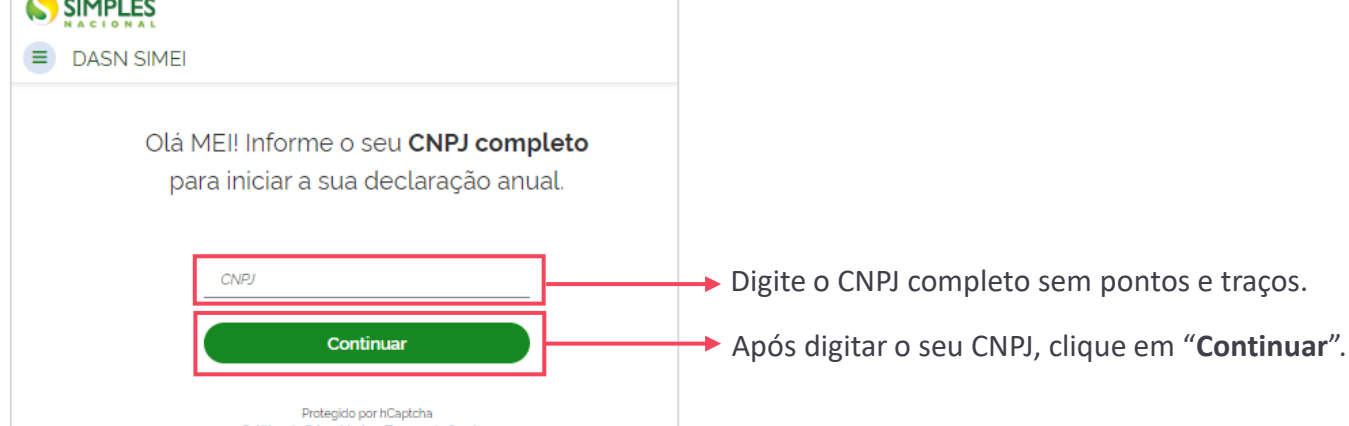 SIMPLES
NACIONAL
DASN SIMEI
Olá MEI! Informe o seu CNPJ completo
para iniciar a sua declaração anual.
CNPJ
Digite o CNPJ completo sem pontos e traços.
Continuar
Após digitar o seu CNPJ, clique em “Continuar”.
Protegido por hCaptcha